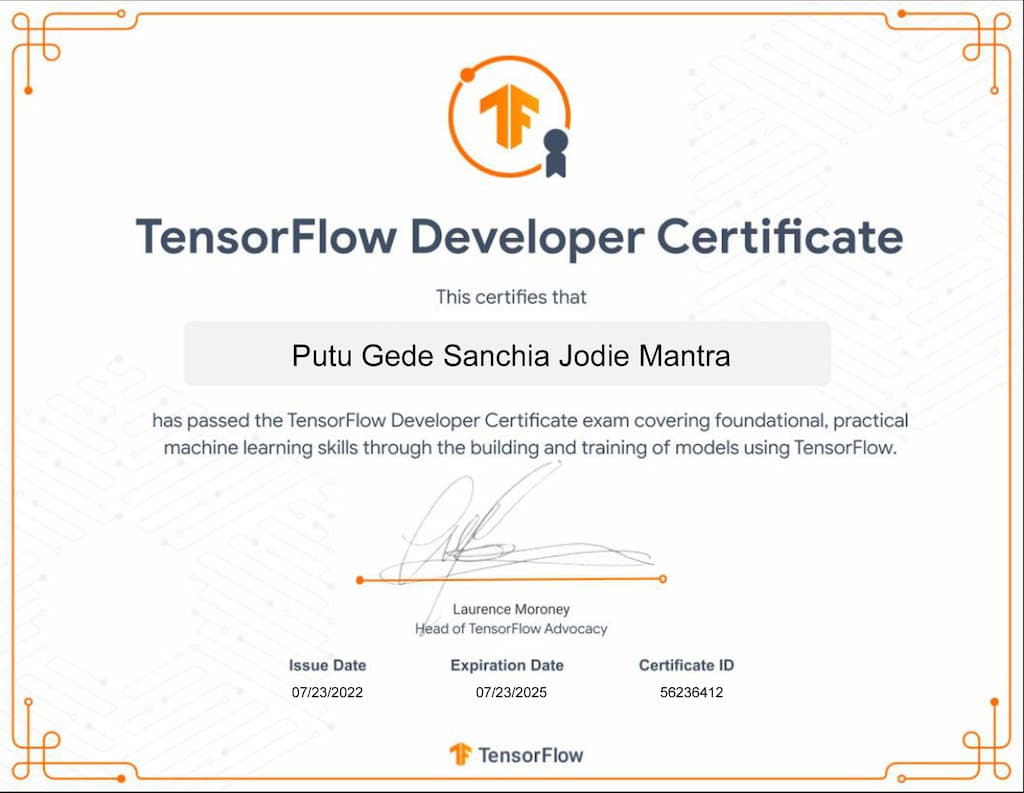 TensorFlow Developer Certificate
This certifies that
Putu Gede Sanchia Jodie Mantra
has passed the TensorFlow Developer Certificate exam covering foundational, practical
machine learning skills through the building and training of models using TensorFlow.
Laurence Moroney
Head of TensorFlow Advocacy
Issue Date Expiration Date Certificate ID
07/23/2022 07/23/2025 56236412
TensorFlow